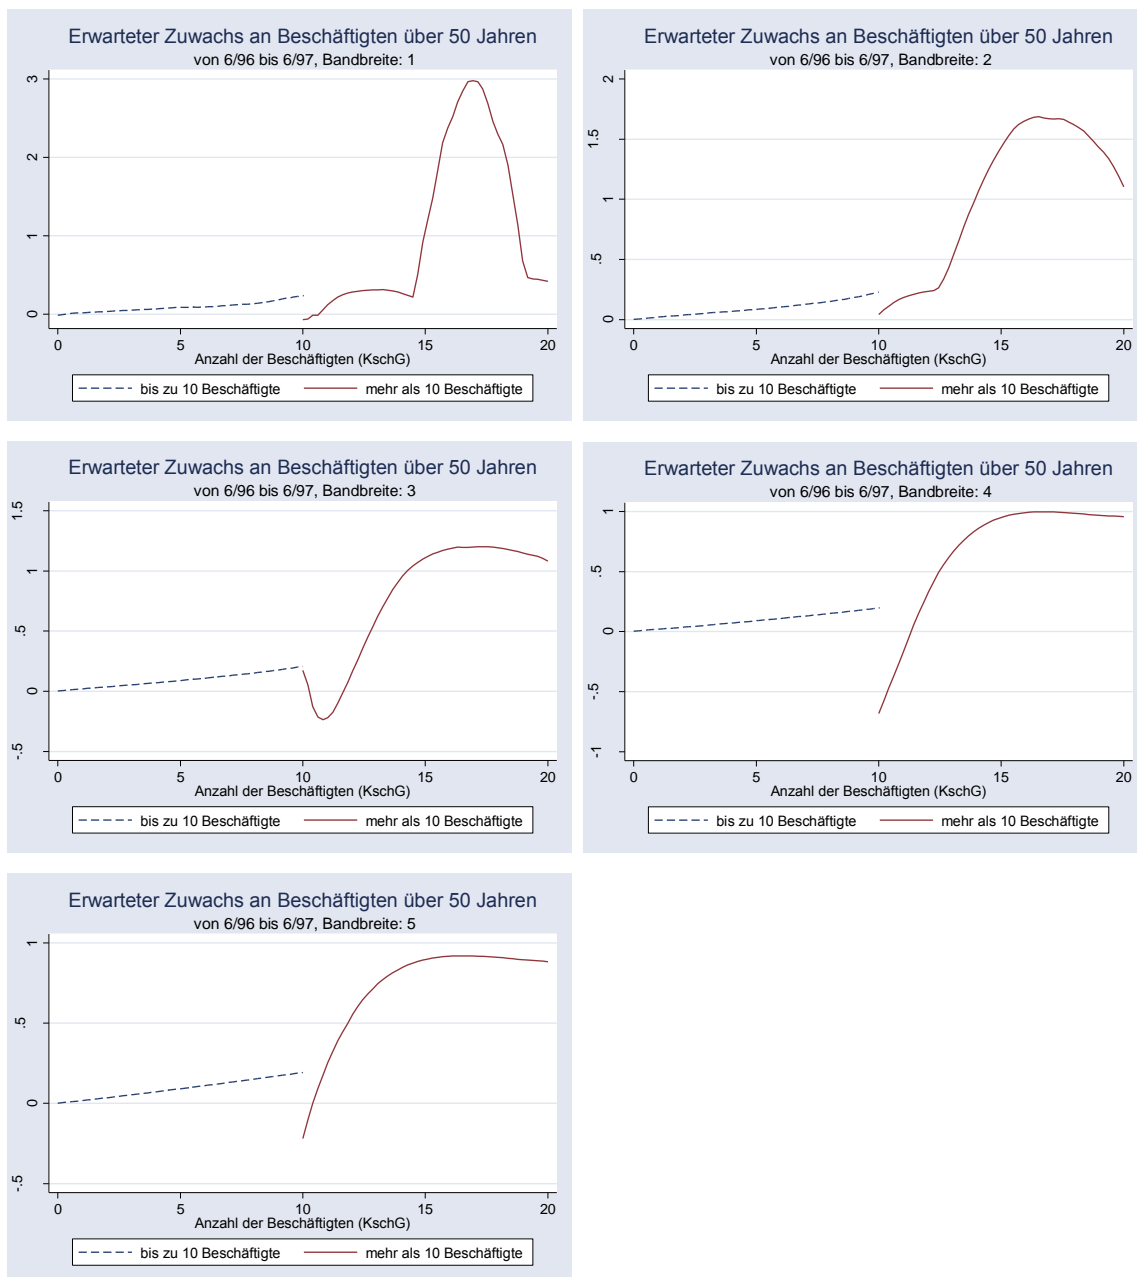 Erwarteter Zuwachs an Beschäftigten über 50 Jahren
von 6/96 bis 6/97, Bandbreite: 1
3
2
1
0
0 5 10 15 20
Anzahl der Beschäftigten (KschG)
bis zu 10 Beschäftigte mehr als 10 Beschäftigte
Erwarteter Zuwachs an Beschäftigten über 50 Jahren
von 6/96 bis 6/97, Bandbreite: 2
2
1.5
1
.5
0
0 5 10 15 20
Anzahl der Beschäftigten (KschG)
bis zu 10 Beschäftigte mehr als 10 Beschäftigte
Erwarteter Zuwachs an Beschäftigten über 50 Jahren
von 6/96 bis 6/97, Bandbreite: 3
1.5
1
.5
0
-.5
0 5 10 15 20
Anzahl der Beschäftigten (KschG)
bis zu 10 Beschäftigte mehr als 10 Beschäftigte
Erwarteter Zuwachs an Beschäftigten über 50 Jahren
von 6/96 bis 6/97, Bandbreite: 4
1
.5
0
-.5
-1
0 5 10 15 20
Anzahl der Beschäftigten (KschG)
bis zu 10 Beschäftigte mehr als 10 Beschäftigte
Erwarteter Zuwachs an Beschäftigten über 50 Jahren
von 6/96 bis 6/97, Bandbreite: 5
1
.5
0
-.5
0 5 10 15 20
Anzahl der Beschäftigten (KschG)
bis zu 10 Beschäftigte mehr als 10 Beschäftigte